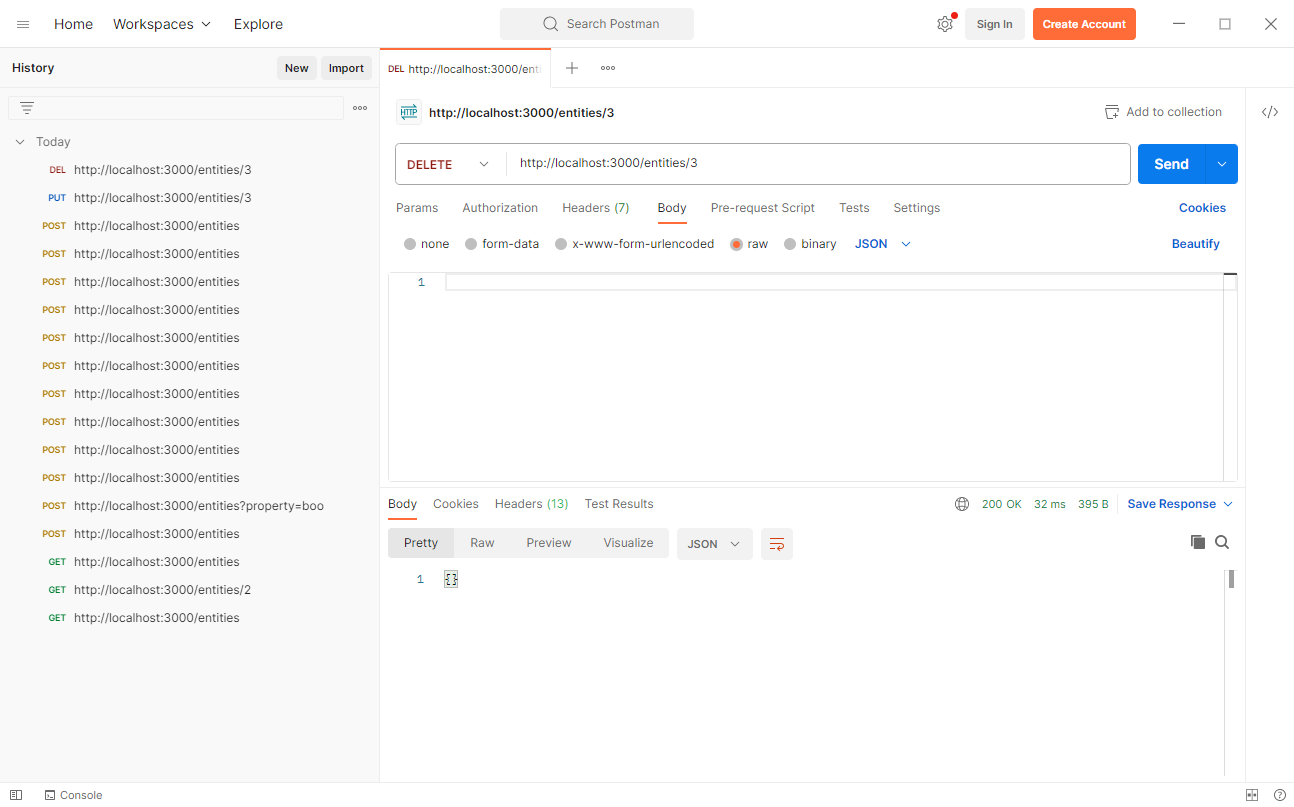 Home Workspaces Explore Search Postman Sign In Create Account
History New Import
DEL http://localhost:3000/enti
HTTP http://localhost:3000/entities/3 Add to collection
Today
DEL http://localhost:3000/entities/3
PUT http://localhost:3000/entities/3
POST http://localhost:3000/entities
POST http://localhost:3000/entities
POST http://localhost:3000/entities
POST http://localhost:3000/entities
POST http://localhost:3000/entities
POST http://localhost:3000/entities
POST http://localhost:3000/entities
POST http://localhost:3000/entities
POST http://localhost:3000/entities
POST http://localhost:3000/entities
POST http://localhost:3000/entities?property=boo
POST http://localhost:3000/entities
GET http://localhost:3000/entities
GET http://localhost:3000/entities/2
GET http://localhost:3000/entities
DELETE http://localhost:3000/entities/3 Send
Params Authorization Headers (7) Body Pre-request Script Tests Settings Cookies
none form-data x-www-form-urlencoded raw binary JSON Beautify
1
Body Cookies Headers (13) Test Results 200 OK 32 ms 395 B Save Response
Pretty Raw Preview Visualize JSON
1 {}
Console